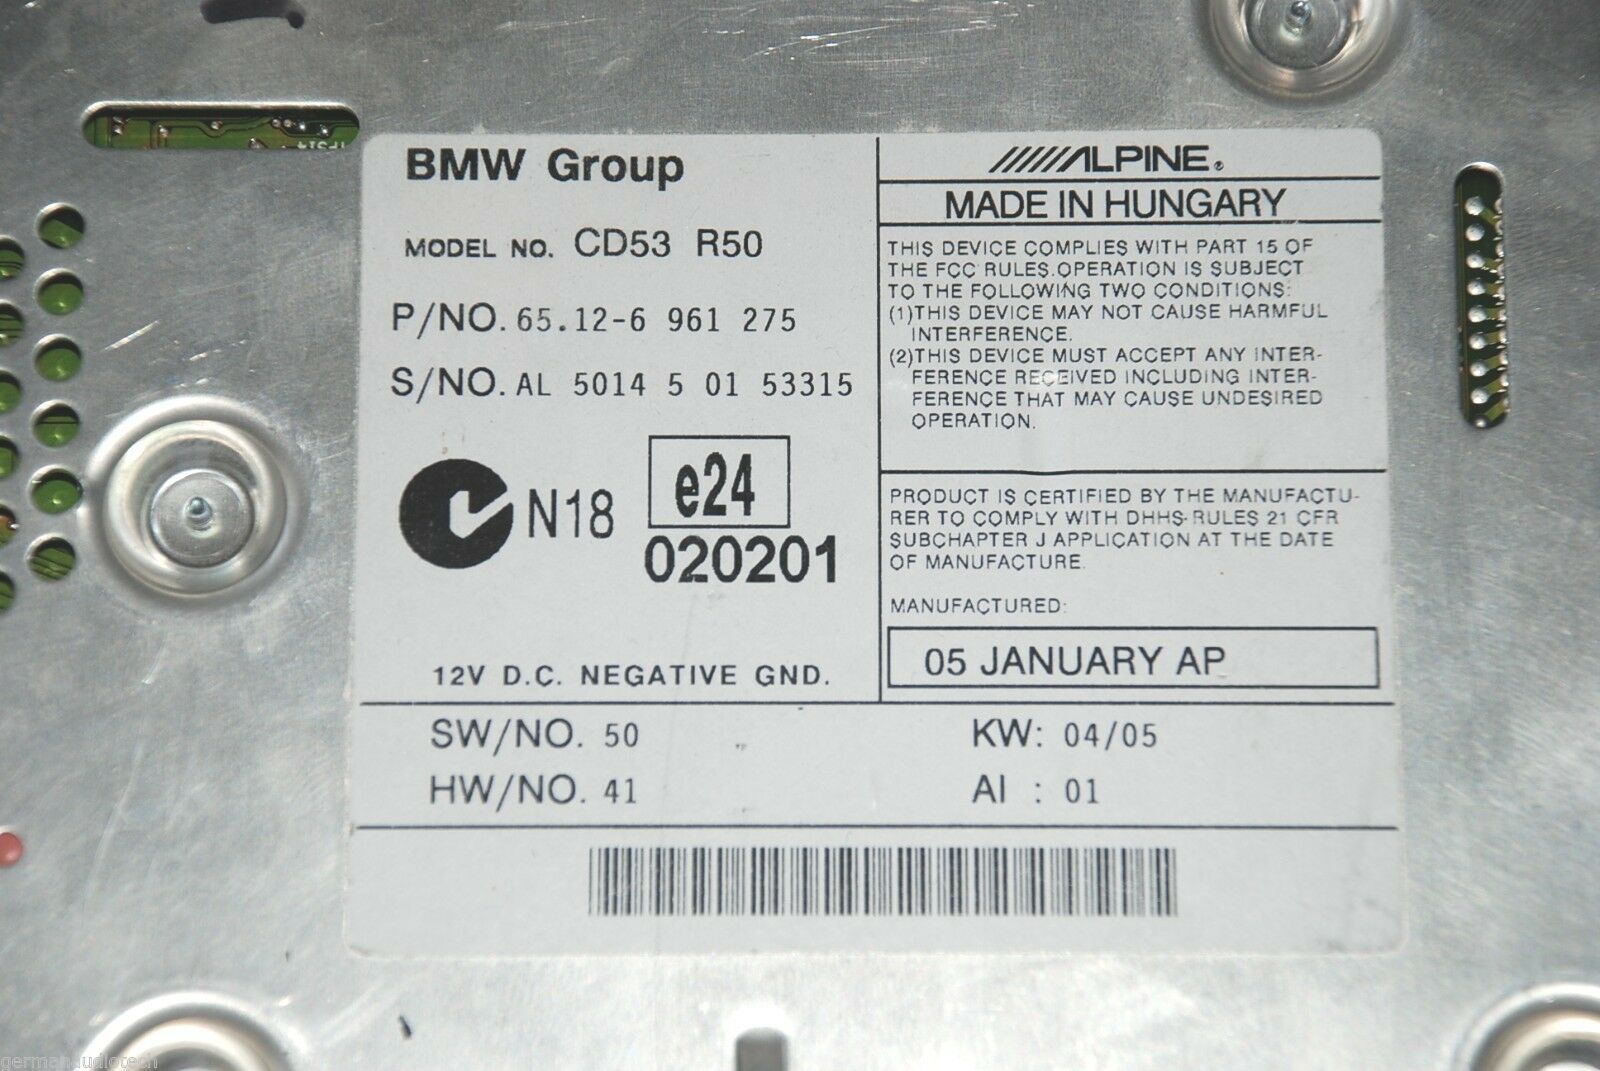 BMW Group
MODEL NO. CD53 R50
P/NO. 65.12-6 961 275
S/NO. AL 5014 5 01 53315
N18
e24
020201
12V D.C. NEGATIVE GND.
ALPINE®
MADE IN HUNGARY
THIS DEVICE COMPLIES WITH PART 15 OF
THE FCC RULES.OPERATION IS SUBJECT
TO THE FOLLOWING TWO CONDITIONS:
(1)THIS DEVICE MAY NOT CAUSE HARMFUL
INTERFERENCE.
(2)THIS DEVICE MUST ACCEPT ANY INTER-
FERENCE RECEIVED INCLUDING INTER-
FERENCE THAT MAY CAUSE UNDESIRED
OPERATION.
PRODUCT IS CERTIFIED BY THE MANUFACTU-
RER TO COMPLY WITH DHHS RULES 21 CFR
SUBCHAPTER J APPLICATION AT THE DATE
OF MANUFACTURE.
MANUFACTURED:
05 JANUARY AP
SW/NO. 50
KW: 04/05
HW/NO. 41
AI : 01
germanaudiotech